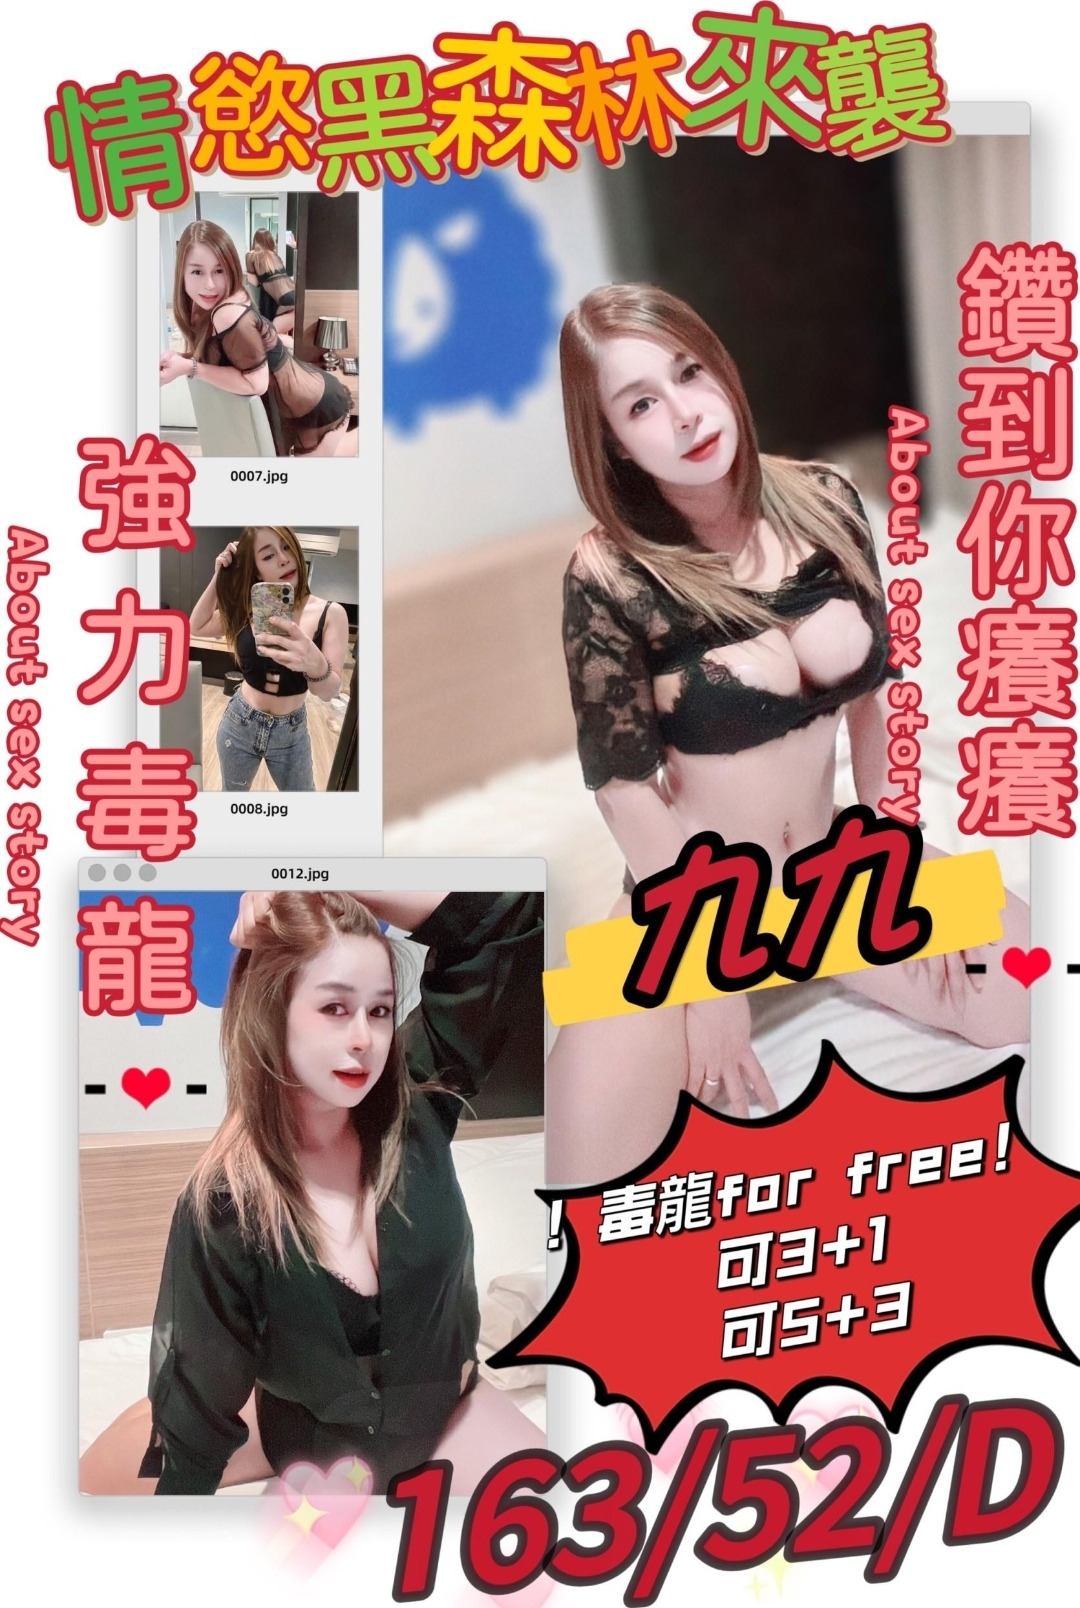 情慾黑森林來襲
鑽到你癢癢
About sex story
0007.jpg
強力毒龍
About sex story
0008.jpg
九九
0012.jpg
！毒龍for free！
可3+1
可5+3
163/52/D